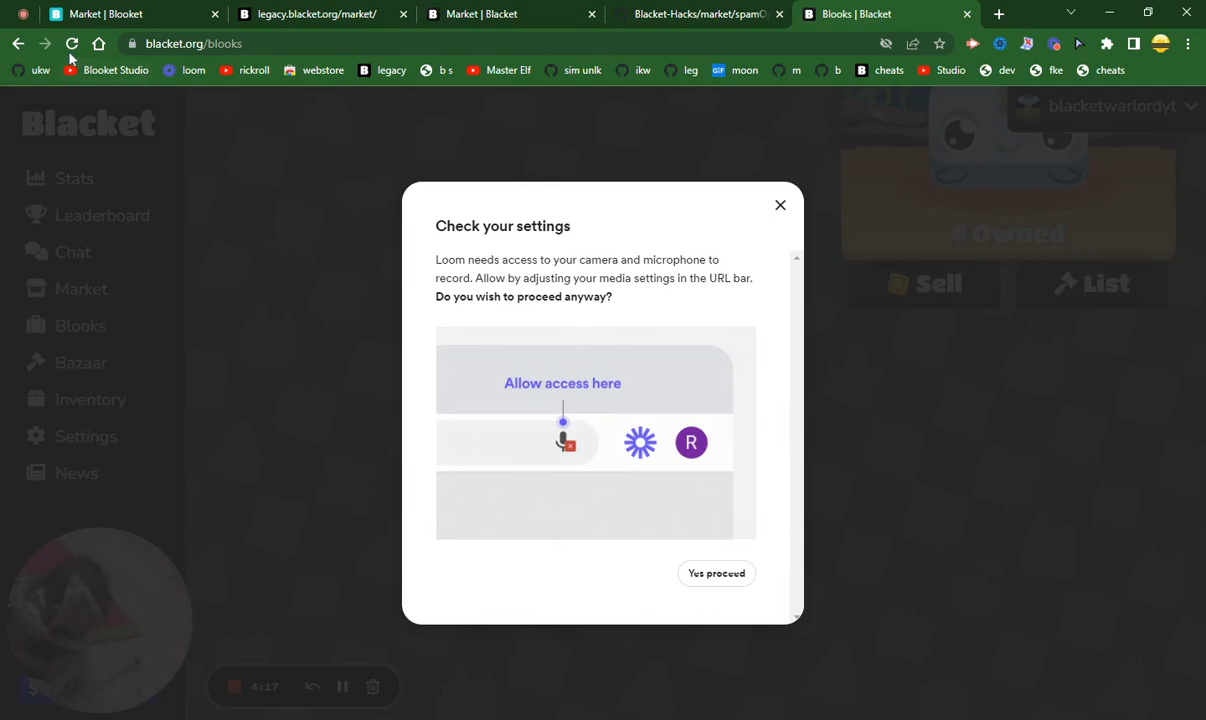 Market | Blooket
legacy.blacket.org/market/
Market | Blacket
Blacket-Hacks/market/spamO
Blooks | Blacket
blacket.org/blooks
ukw
Blooket Studio
loom
rickroll
webstore
legacy
b s
Master Elf
sim unlk
ikw
leg
moon
m
b
cheats
Studio
dev
fke
cheats
Blacket
blacketwarlordyt
Stats
Leaderboard
Chat
Market
Blooks
Bazaar
Inventory
Settings
News
4 Owned
Sell
List
Check your settings
Loom needs access to your camera and microphone to
record. Allow by adjusting your media settings in the URL bar.
Do you wish to proceed anyway?
Allow access here
R
Yes proceed
4:17